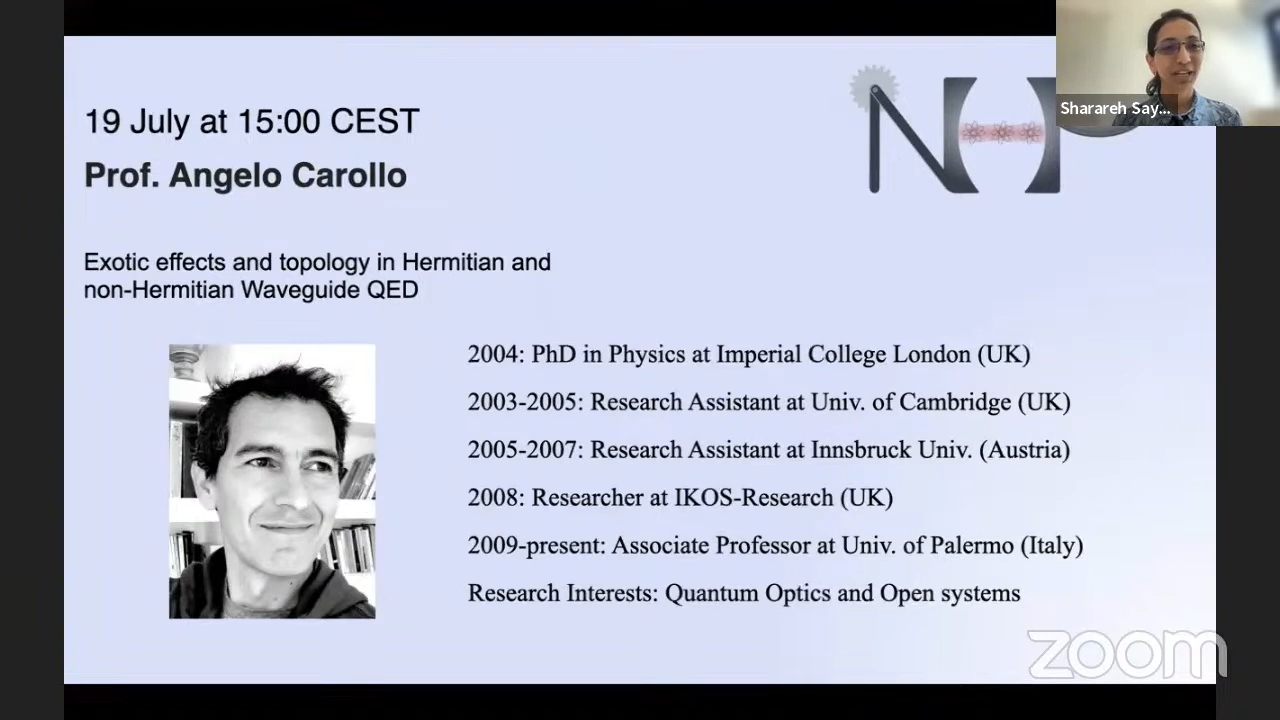 19 July at 15:00 CEST
Prof. Angelo Carollo
NHP
Sharareh Say...
Exotic effects and topology in Hermitian and
non-Hermitian Waveguide QED
2004: PhD in Physics at Imperial College London (UK)
2003-2005: Research Assistant at Univ. of Cambridge (UK)
2005-2007: Research Assistant at Innsbruck Univ. (Austria)
2008: Researcher at IKOS-Research (UK)
2009-present: Associate Professor at Univ. of Palermo (Italy)
Research Interests: Quantum Optics and Open systems
zoom